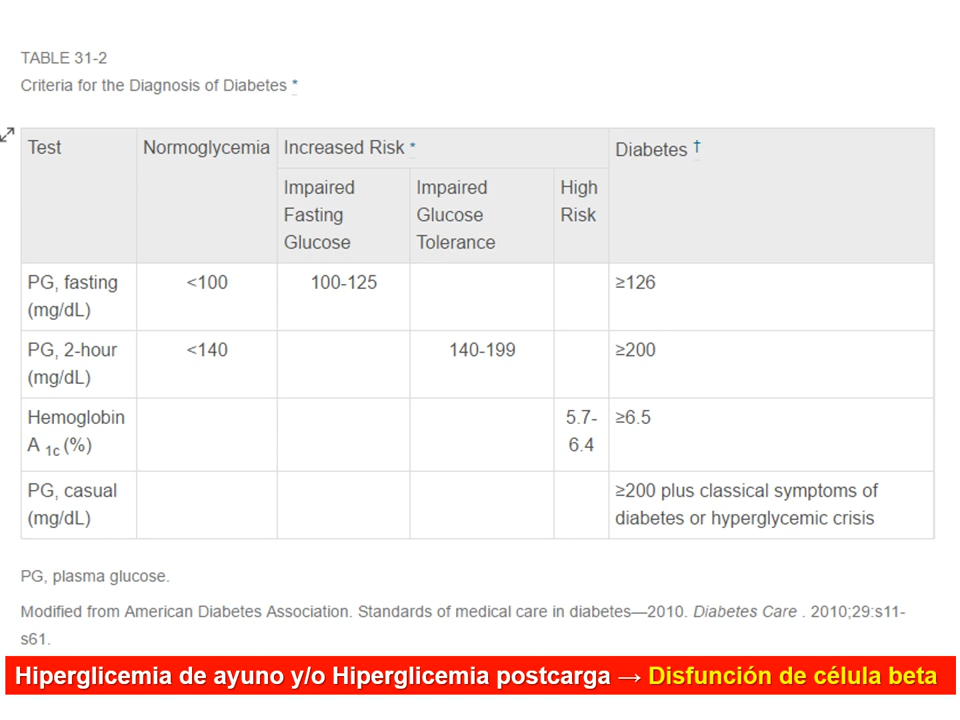 TABLE 31-2
Criteria for the Diagnosis of Diabetes *
Test Normoglycemia Increased Risk * Diabetes †
Impaired Fasting Glucose Impaired Glucose Tolerance High Risk
PG, fasting (mg/dL) <100 100-125 ≥126
PG, 2-hour (mg/dL) <140 140-199 ≥200
Hemoglobin A 1c (%) 5.7-6.4 ≥6.5
PG, casual (mg/dL) ≥200 plus classical symptoms of diabetes or hyperglycemic crisis
PG, plasma glucose.
Modified from American Diabetes Association. Standards of medical care in diabetes—2010. Diabetes Care . 2010;29:s11-
s61.
Hiperglicemia de ayuno y/o Hiperglicemia postcarga → Disfunción de célula beta